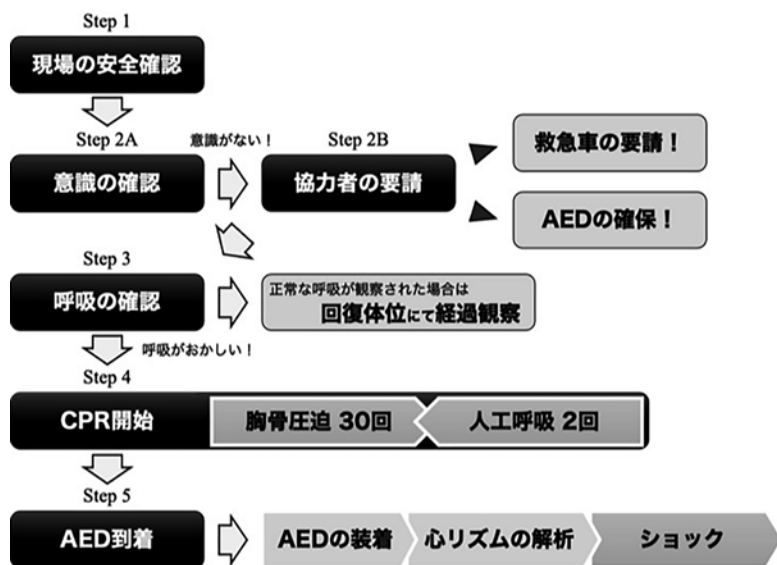 Step 1
現場の安全確認
Step 2A
意識がない！
Step 2B
意識の確認
協力者の要請
救急車の要請！
AEDの確保！
Step 3
呼吸の確認
正常な呼吸が観察された場合は
回復体位にて経過観察
呼吸がおかしい！
Step 4
CPR開始
胸骨圧迫 30回
人工呼吸 2回
Step 5
AED到着
AEDの装着
心リズムの解析
ショック